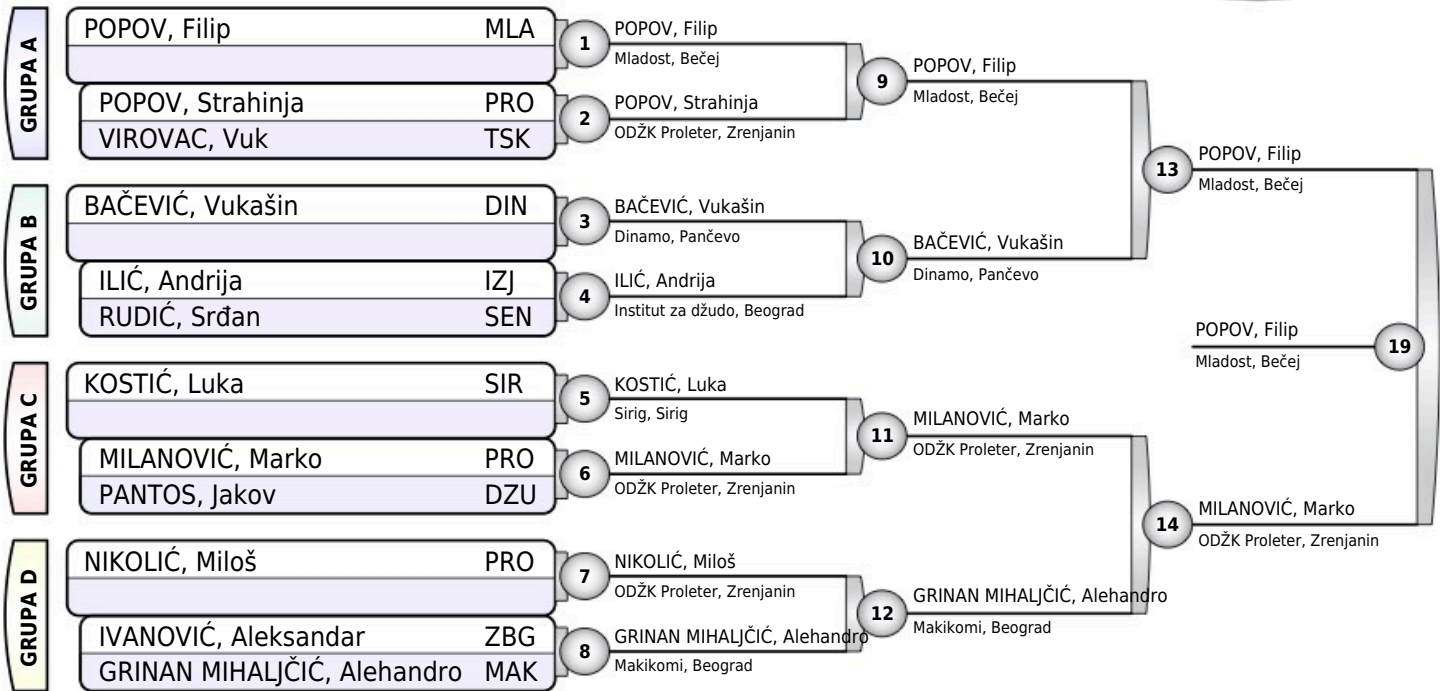 GRUPA A
POPOV, Filip MLA
POPOV, Strahinja PRO
VIROVAC, Vuk TSK
1
POPOV, Filip
Mladost, Bečej
2
POPOV, Strahinja
ODŽK Proleter, Zrenjanin
9
POPOV, Filip
Mladost, Bečej
GRUPA B
BAČEVIĆ, Vukašin DIN
ILIĆ, Andrija IZJ
RUDIĆ, Srđan SEN
3
BAČEVIĆ, Vukašin
Dinamo, Pančevo
4
ILIĆ, Andrija
Institut za džudo, Beograd
10
BAČEVIĆ, Vukašin
Dinamo, Pančevo
13
POPOV, Filip
Mladost, Bečej
GRUPA C
KOSTIĆ, Luka SIR
MILANOVIĆ, Marko PRO
PANTOS, Jakov DZU
5
KOSTIĆ, Luka
Sirig, Sirig
6
MILANOVIĆ, Marko
ODŽK Proleter, Zrenjanin
11
MILANOVIĆ, Marko
ODŽK Proleter, Zrenjanin
GRUPA D
NIKOLIĆ, Miloš PRO
IVANOVIĆ, Aleksandar ZBG
GRINAN MIHALJČIĆ, Alehandro MAK
7
NIKOLIĆ, Miloš
ODŽK Proleter, Zrenjanin
8
GRINAN MIHALJČIĆ, Alehandro
Makikomi, Beograd
12
GRINAN MIHALJČIĆ, Alehandro
Makikomi, Beograd
14
MILANOVIĆ, Marko
ODŽK Proleter, Zrenjanin
POPOV, Filip
Mladost, Bečej
19